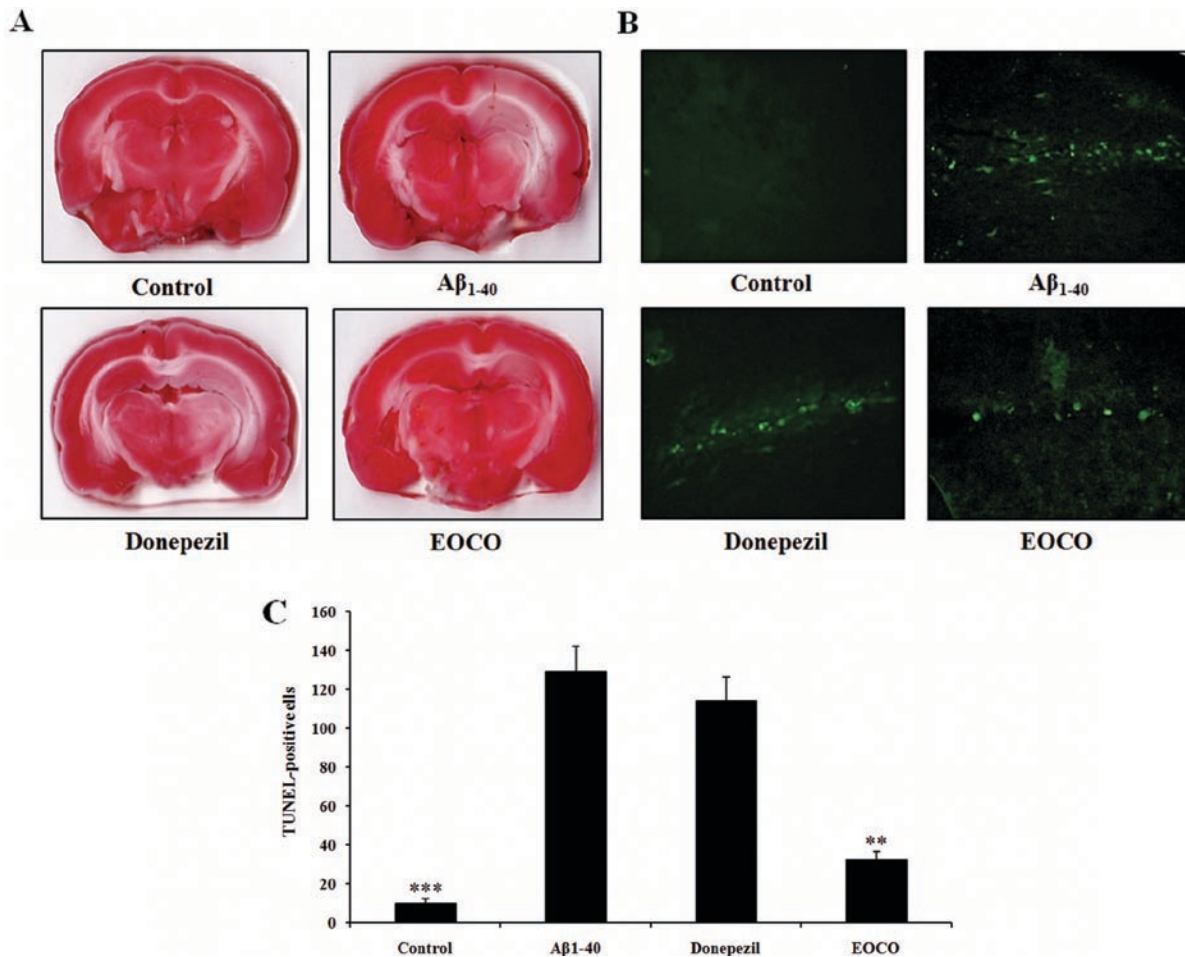 A
B
Control
Aβ1-40
Control
Aβ1-40
Donepezil
EOCO
Donepezil
EOCO
C
160
140
120
100
80
60
40
20
0
TUNEL-positive clls
***
**
Control
Aβ1-40
Donepezil
EOCO